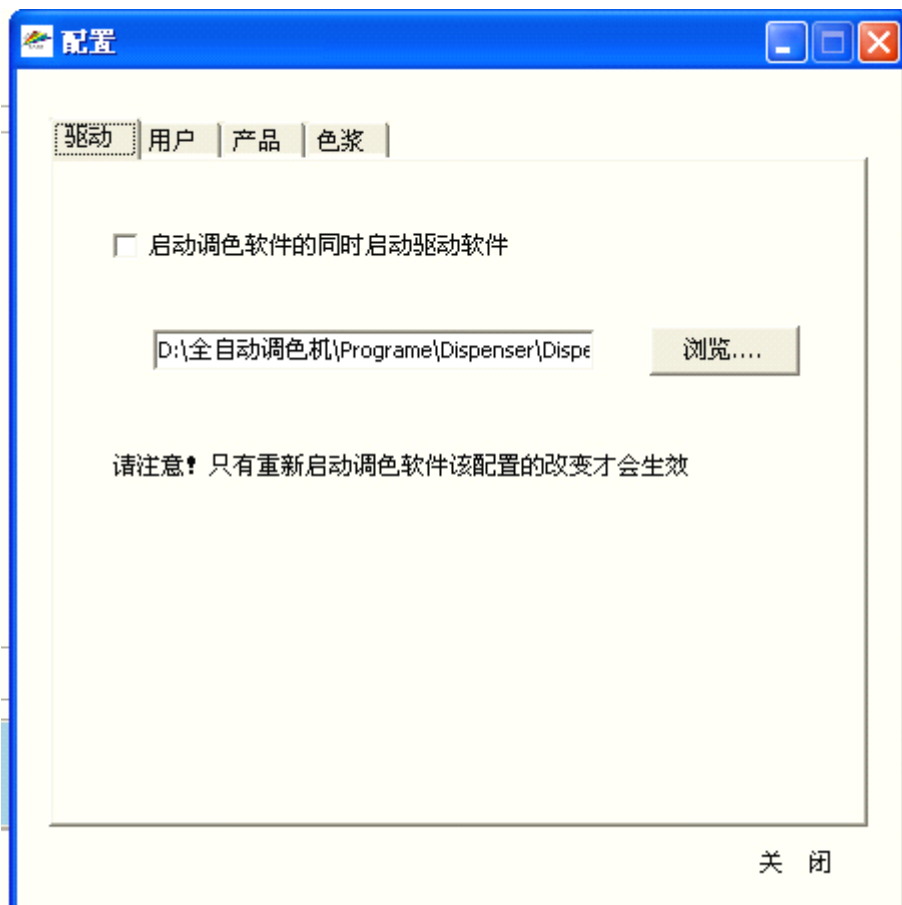 配置
驱动 用户 产品 色浆
启动调色软件的同时启动驱动软件
D:\全自动调色机\Programe\Dispenser\Dispe 浏览....
请注意！只有重新启动调色软件该配置的改变才会生效
关 闭